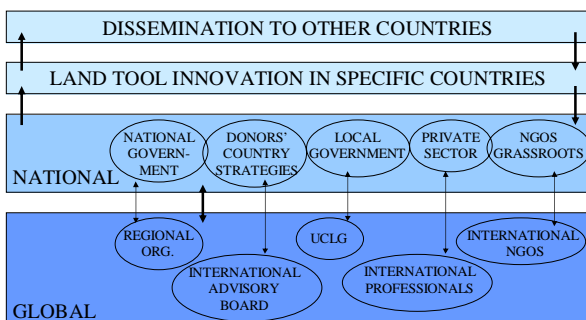 DISSEMINATION TO OTHER COUNTRIES
LAND TOOL INNOVATION IN SPECIFIC COUNTRIES
NATIONAL
GOVERN-
MENT
DONORS'
COUNTRY
STRATEGIES
LOCAL
GOVERNMENT
PRIVATE
SECTOR
NGOS
GRASSROOTS
NATIONAL
REGIONAL
ORG.
INTERNATIONAL
ADVISORY
BOARD
UCLG
INTERNATIONAL
PROFESSIONALS
INTERNATIONAL
NGOS
GLOBAL